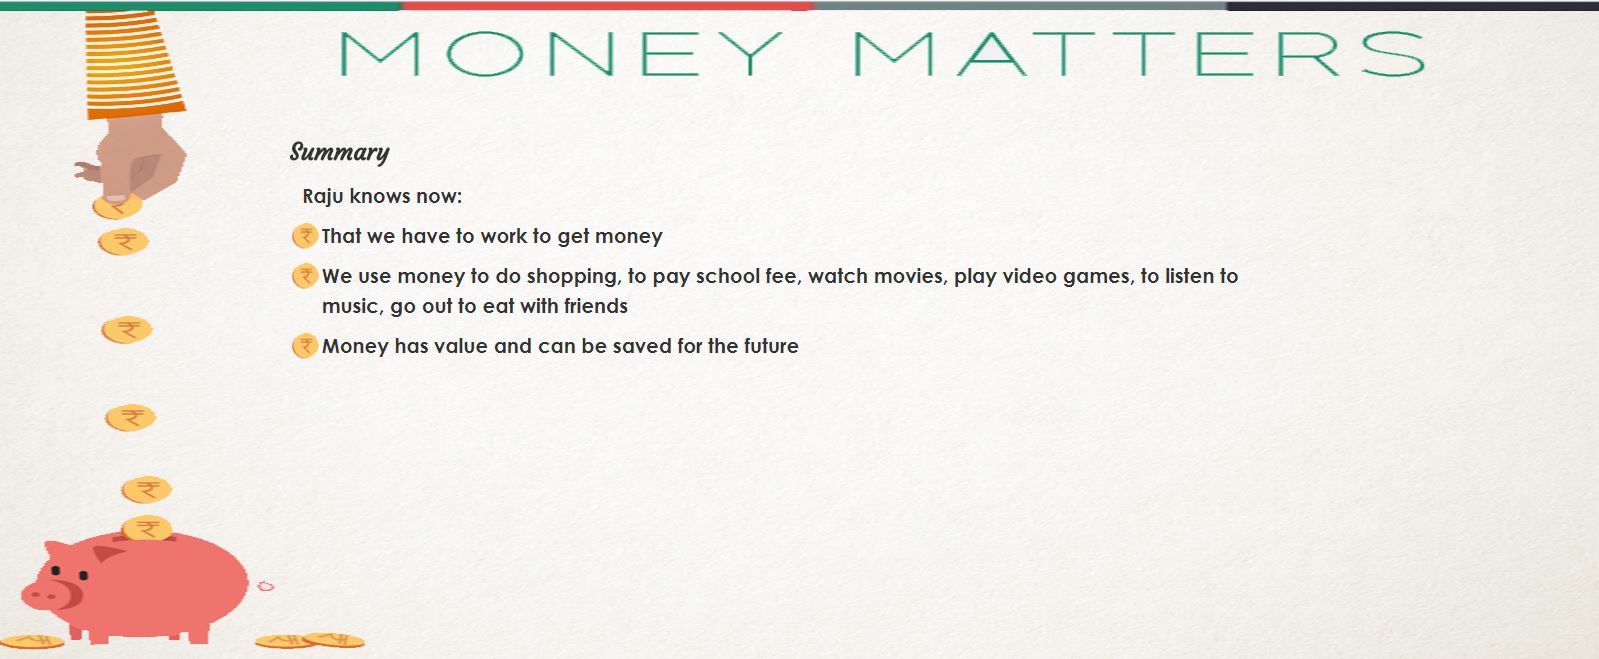 MONEY MATTERS
Summary
Raju knows now:
₹ That we have to work to get money
₹ We use money to do shopping, to pay school fee, watch movies, play video games, to listen to
music, go out to eat with friends
₹ Money has value and can be saved for the future
₹
₹
₹
₹
₹
₹